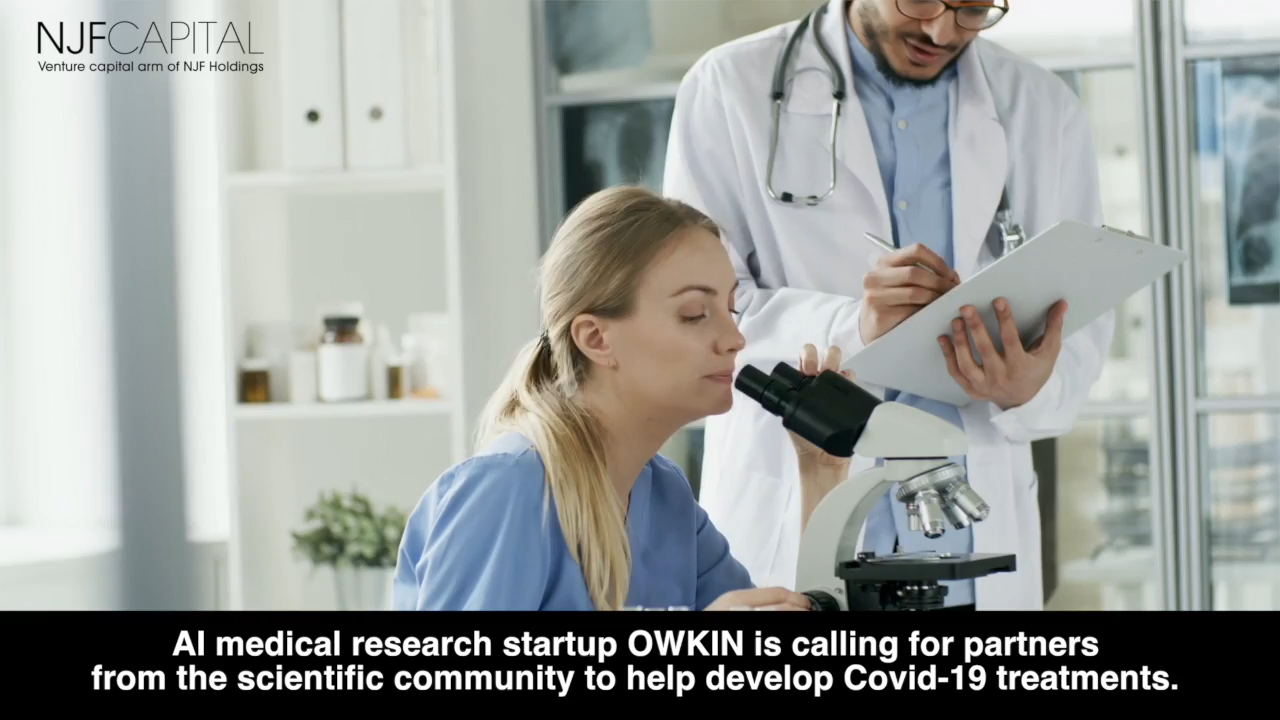 NJFCAPITAL
Venture capital arm of NJF Holdings
AI medical research startup OWKIN is calling for partners
from the scientific community to help develop Covid-19 treatments.